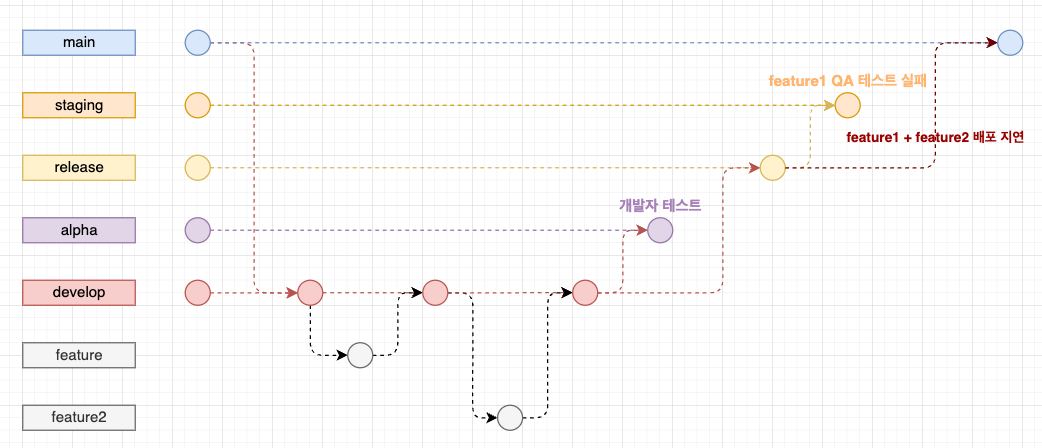 main
feature1 QA 테스트 실패
staging
feature1 + feature2 배포 지연
release
개발자 테스트
alpha
develop
feature
feature2